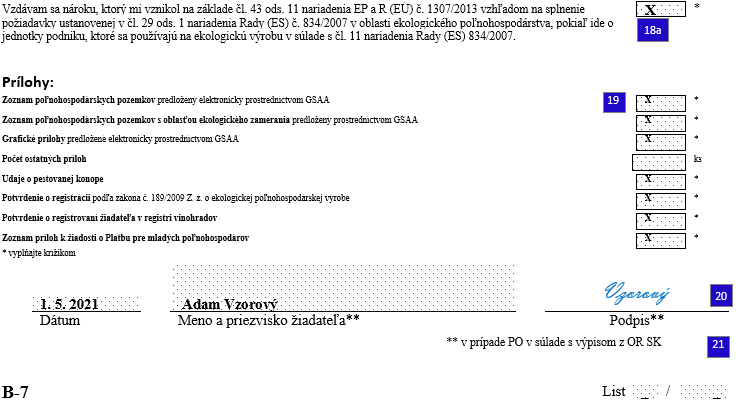 Vzdávam sa nároku, ktorý mi vznikol na základe čl. 43 ods. 11 nariadenia EP a R (EÚ) č. 1307/2013 vzhľadom na splnenie X *
požiadavky ustanovenej v čl. 29 ods. 1 nariadenia Rady (ES) č. 834/2007 v oblasti ekologického poľnohospodárstva, pokiaľ ide o 18a
jednotky podniku, ktoré sa používajú na ekologickú výrobu v súlade s čl. 11 nariadenia Rady (ES) 834/2007.
Prílohy:
Zoznam poľnohospodárskych pozemkov predložený elektronicky prostredníctvom GSAA 19 X *
Zoznam poľnohospodárskych pozemkov s oblasťou ekologického zamerania predložený prostredníctvom GSAA X *
Grafické prílohy predložené elektronicky prostredníctvom GSAA X *
Počet ostatných príloh ks
Údaje o pestovanej konope X *
Potvrdenie o registrácii podľa zákona č. 189/2009 Z. z. o ekologickej poľnohospodárskej výrobe X *
Potvrdenie o registrovaní žiadateľa v registri vinohradov X *
Zoznam príloh k žiadosti o Platbu pre mladých poľnohospodárov X *
* vyplňajte krížikom
1. 5. 2021 Adam Vzorový Vzorový 20
Dátum Meno a priezvisko žiadateľa** Podpis**
** v prípade PO v súlade s výpisom z OR SK 21
B-7 List /